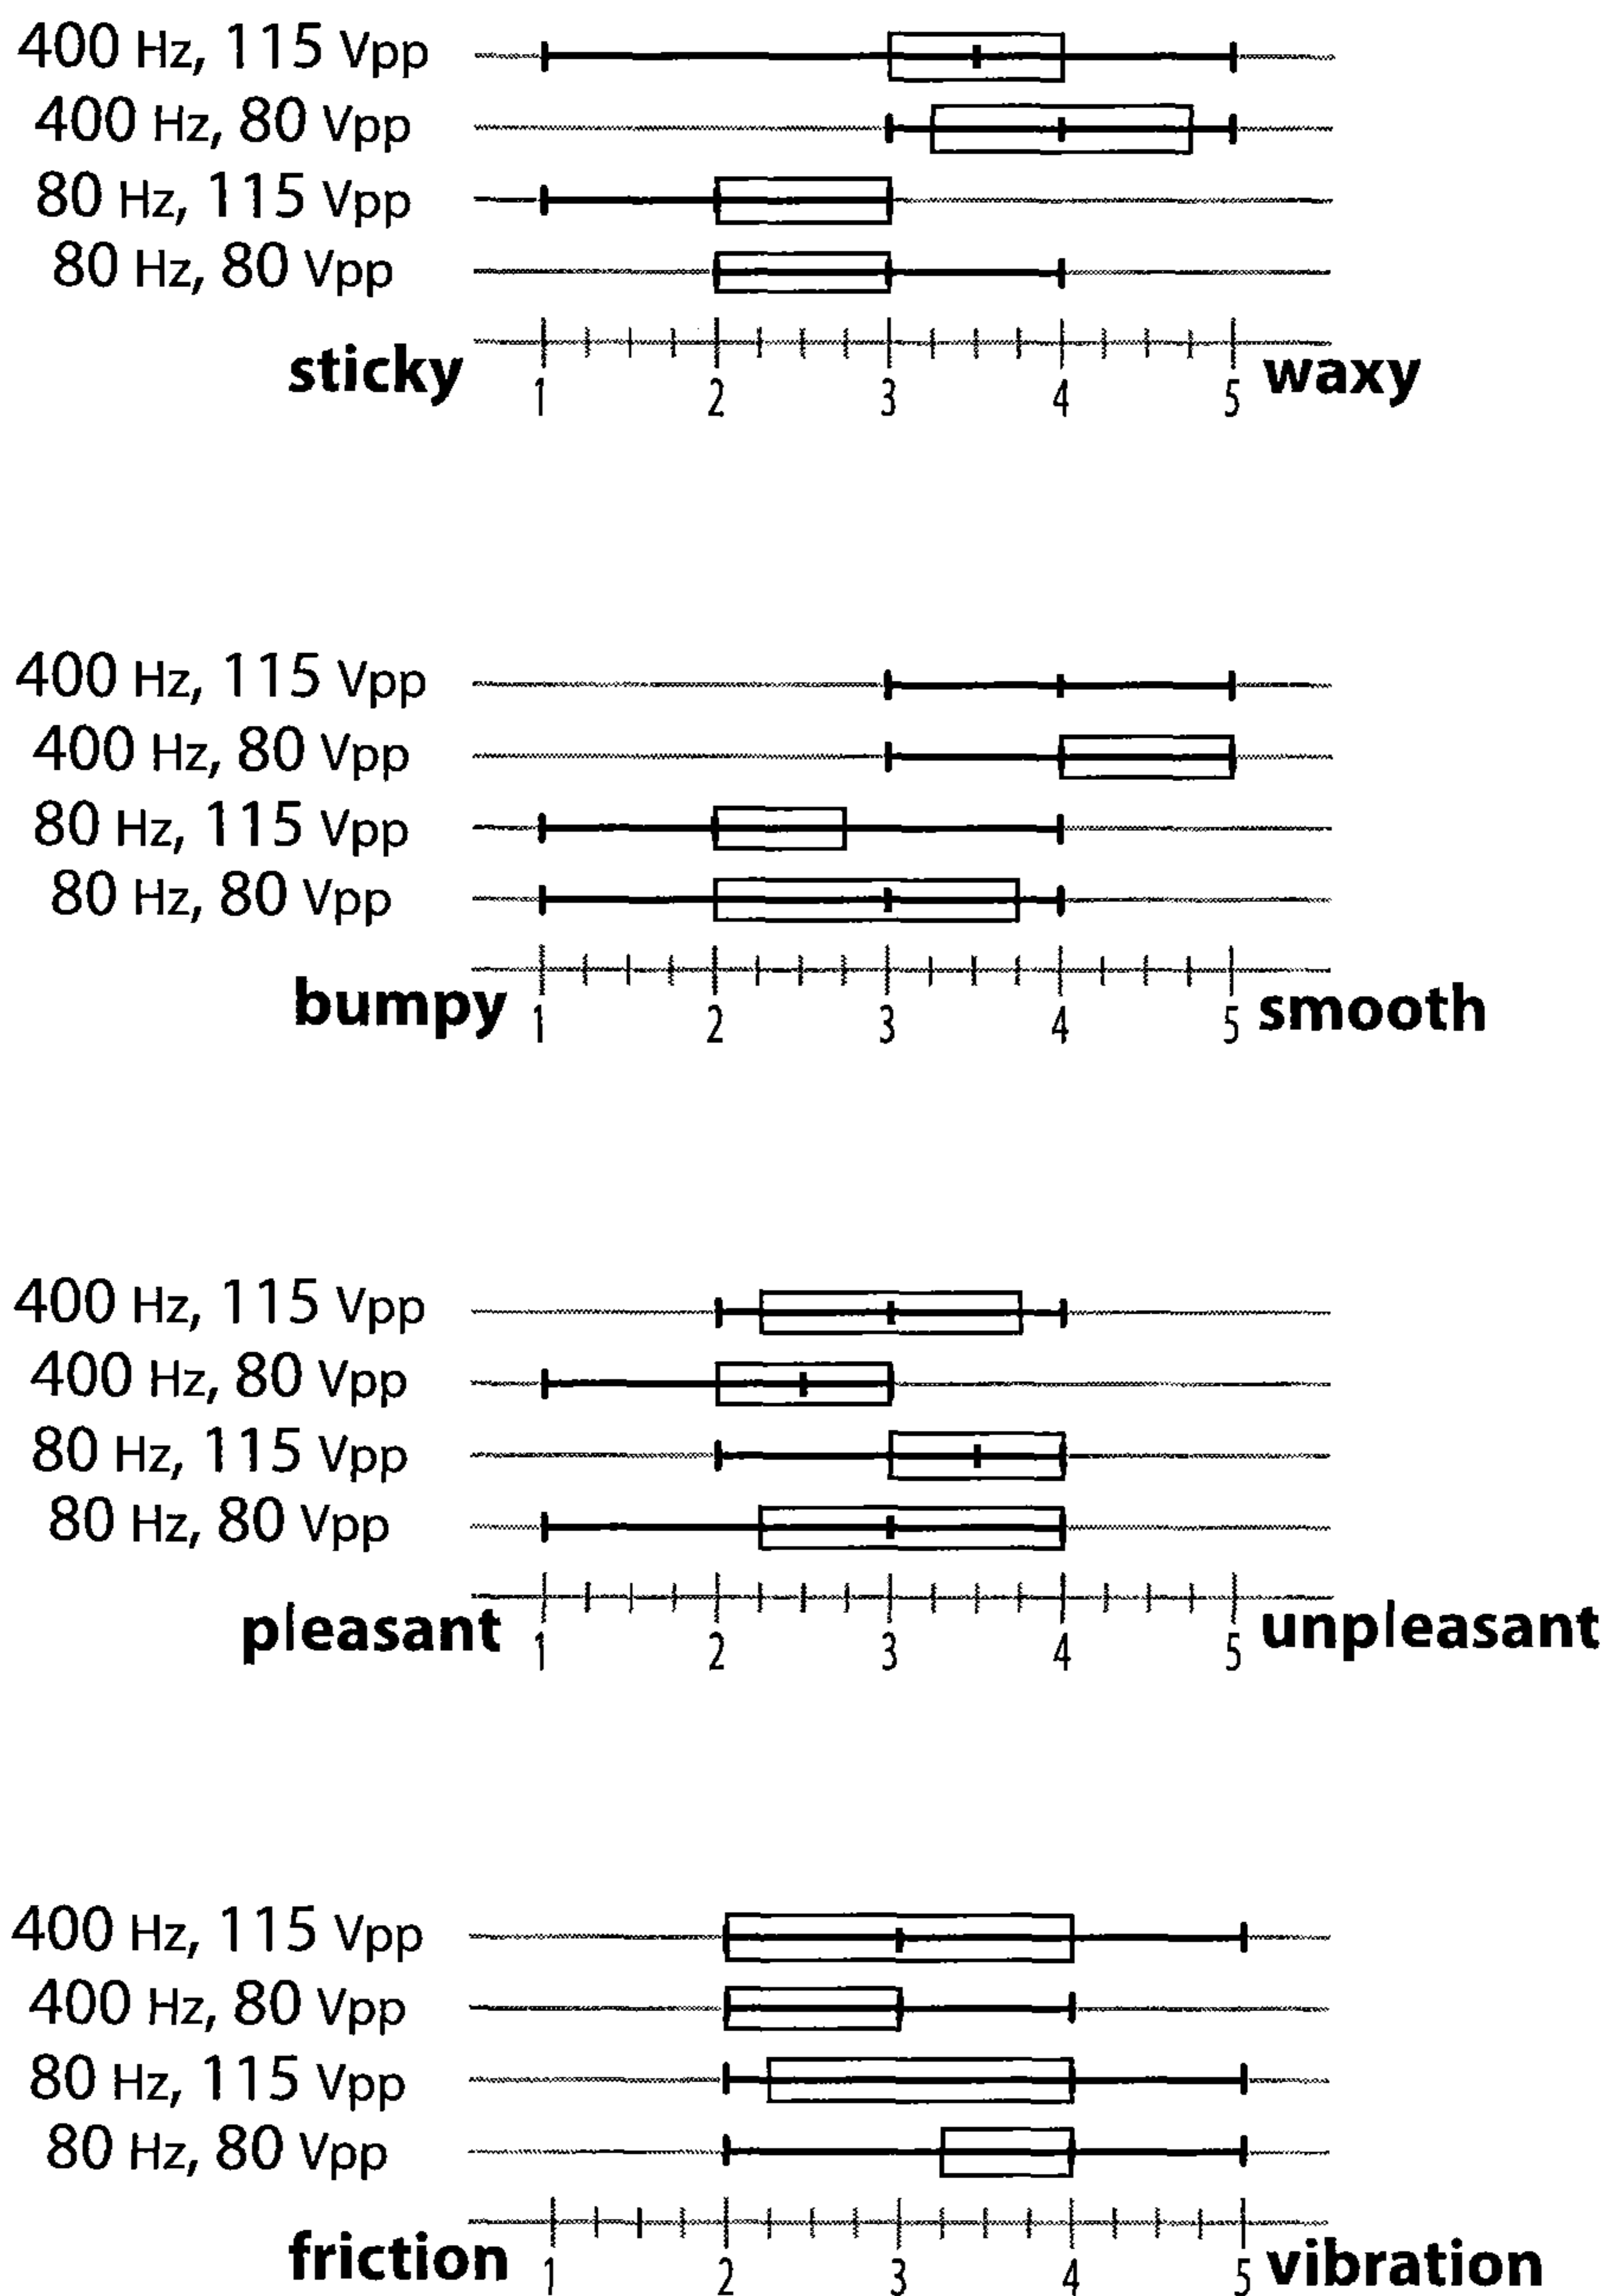 400 Hz, 115 Vpp
400 Hz, 80 Vpp
80 Hz, 115 Vpp
80 Hz, 80 Vpp
sticky 1 2 3 4 5 waxy
400 Hz, 115 Vpp
400 Hz, 80 Vpp
80 Hz, 115 Vpp
80 Hz, 80 Vpp
bumpy 1 2 3 4 5 smooth
400 Hz, 115 Vpp
400 Hz, 80 Vpp
80 Hz, 115 Vpp
80 Hz, 80 Vpp
pleasant 1 2 3 4 5 unpleasant
400 Hz, 115 Vpp
400 Hz, 80 Vpp
80 Hz, 115 Vpp
80 Hz, 80 Vpp
friction 1 2 3 4 5 vibration